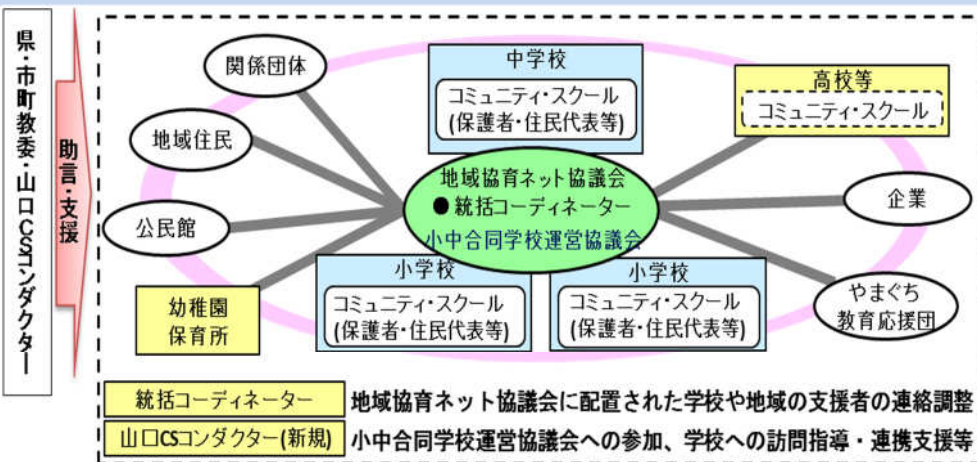 県・市町教委・山口CSコンダクター
助言・支援
関係団体
地域住民
公民館
幼稚園
保育所
中学校
コミュニティ・スクール
(保護者・住民代表等)
地域協育ネット協議会
●統括コーディネーター
小中合同学校運営協議会
小学校
コミュニティ・スクール
(保護者・住民代表等)
小学校
コミュニティ・スクール
(保護者・住民代表等)
高校等
コミュニティ・スクール
企業
やまぐち
教育応援団
統括コーディネーター 地域協育ネット協議会に配置された学校や地域の支援者の連絡調整
山口CSコンダクター(新規) 小中合同学校運営協議会への参加、学校への訪問指導・連携支援等